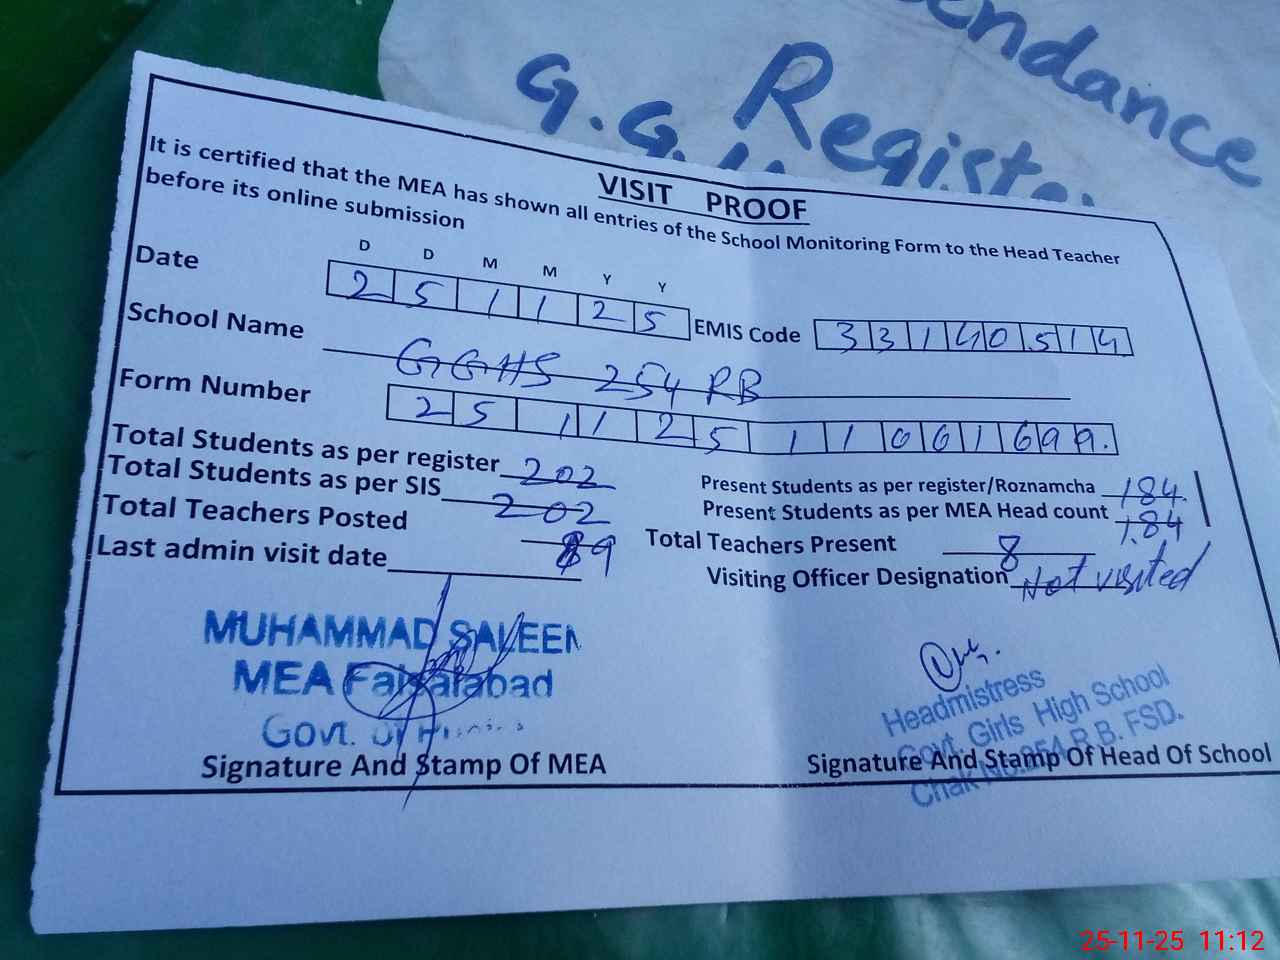 endance
Register
G.G.H
VISIT PROOF
It is certified that the MEA has shown all entries of the School Monitoring Form to the Head Teacher
before its online submission
D D M M Y Y
Date 2 5 1 1 2 5 EMIS Code 3 3 1 4 0 5 1 4
School Name GGHS 254 RB
Form Number 2 5 1 1 2 5 1 1 0 6 1 6 9 9.
Total Students as per register 202 Present Students as per register/Roznamcha 184.
Total Students as per SIS 202 Present Students as per MEA Head count 184
Total Teachers Posted 9 Total Teachers Present 8
Last admin visit date Visiting Officer Designation Not visited
MUHAMMAD SALEEM
MEA Faisalabad
Govt. of
Signature And Stamp Of MEA
Headmistress
Govt. Girls High School
Chak No.254 R.B. FSD.
Signature And Stamp Of Head Of School
25-11-25 11:12